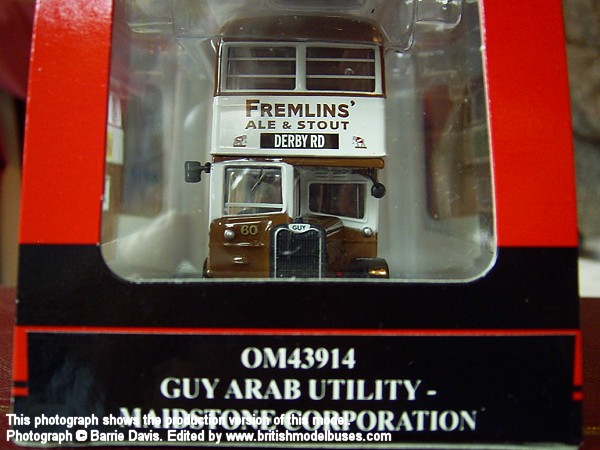 FREMLINS'
ALE & STOUT
DERBY RD
60
GUY
OM43914
GUY ARAB UTILITY -
MAIDSTONE CORPORATION
This photograph shows the production version of this model.
Photograph © Barrie Davis. Edited by www.britishmodelbuses.com